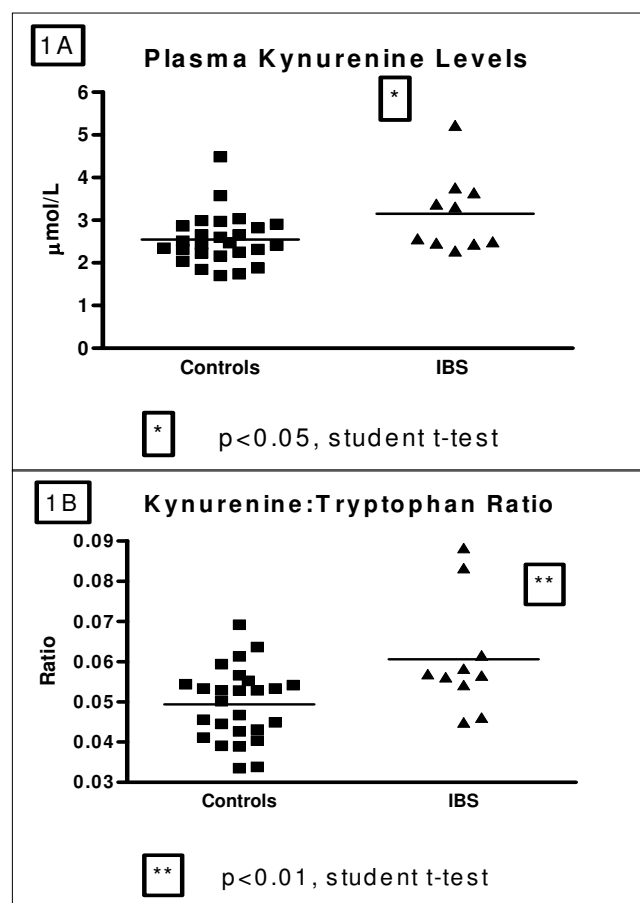 1A
Plasma Kynurenine Levels
*
6
5
4
3
2
1
0
µmol/L
Controls IBS
* p<0.05, student t-test
1B
Kynurenine:Tryptophan Ratio
**
0.09
0.08
0.07
0.06
0.05
0.04
0.03
Ratio
Controls IBS
** p<0.01, student t-test